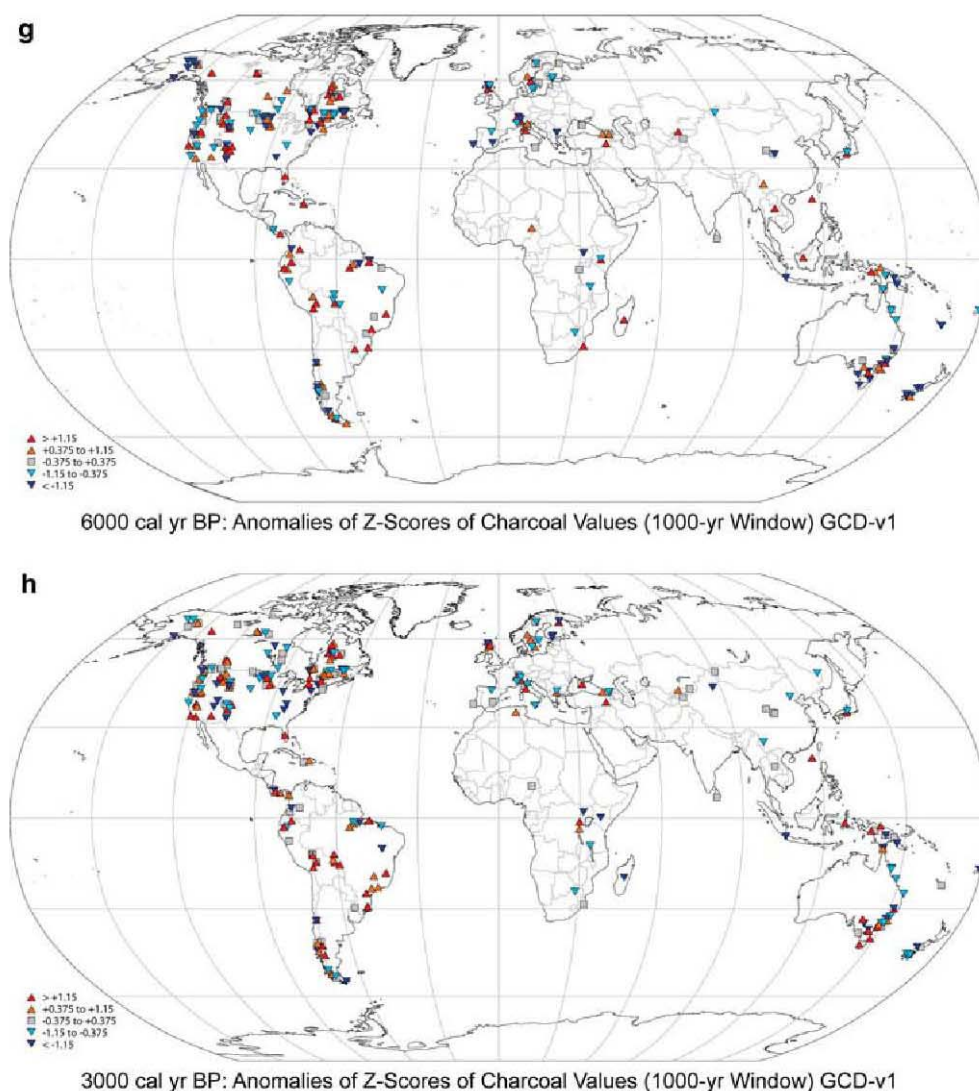 g
> +1.15
+0.375 to +1.15
-0.375 to +0.375
-1.15 to -0.375
< -1.15
6000 cal yr BP: Anomalies of Z-Scores of Charcoal Values (1000-yr Window) GCD-v1
h
> +1.15
+0.375 to +1.15
-0.375 to +0.375
-1.15 to -0.375
< -1.15
3000 cal yr BP: Anomalies of Z-Scores of Charcoal Values (1000-yr Window) GCD-v1